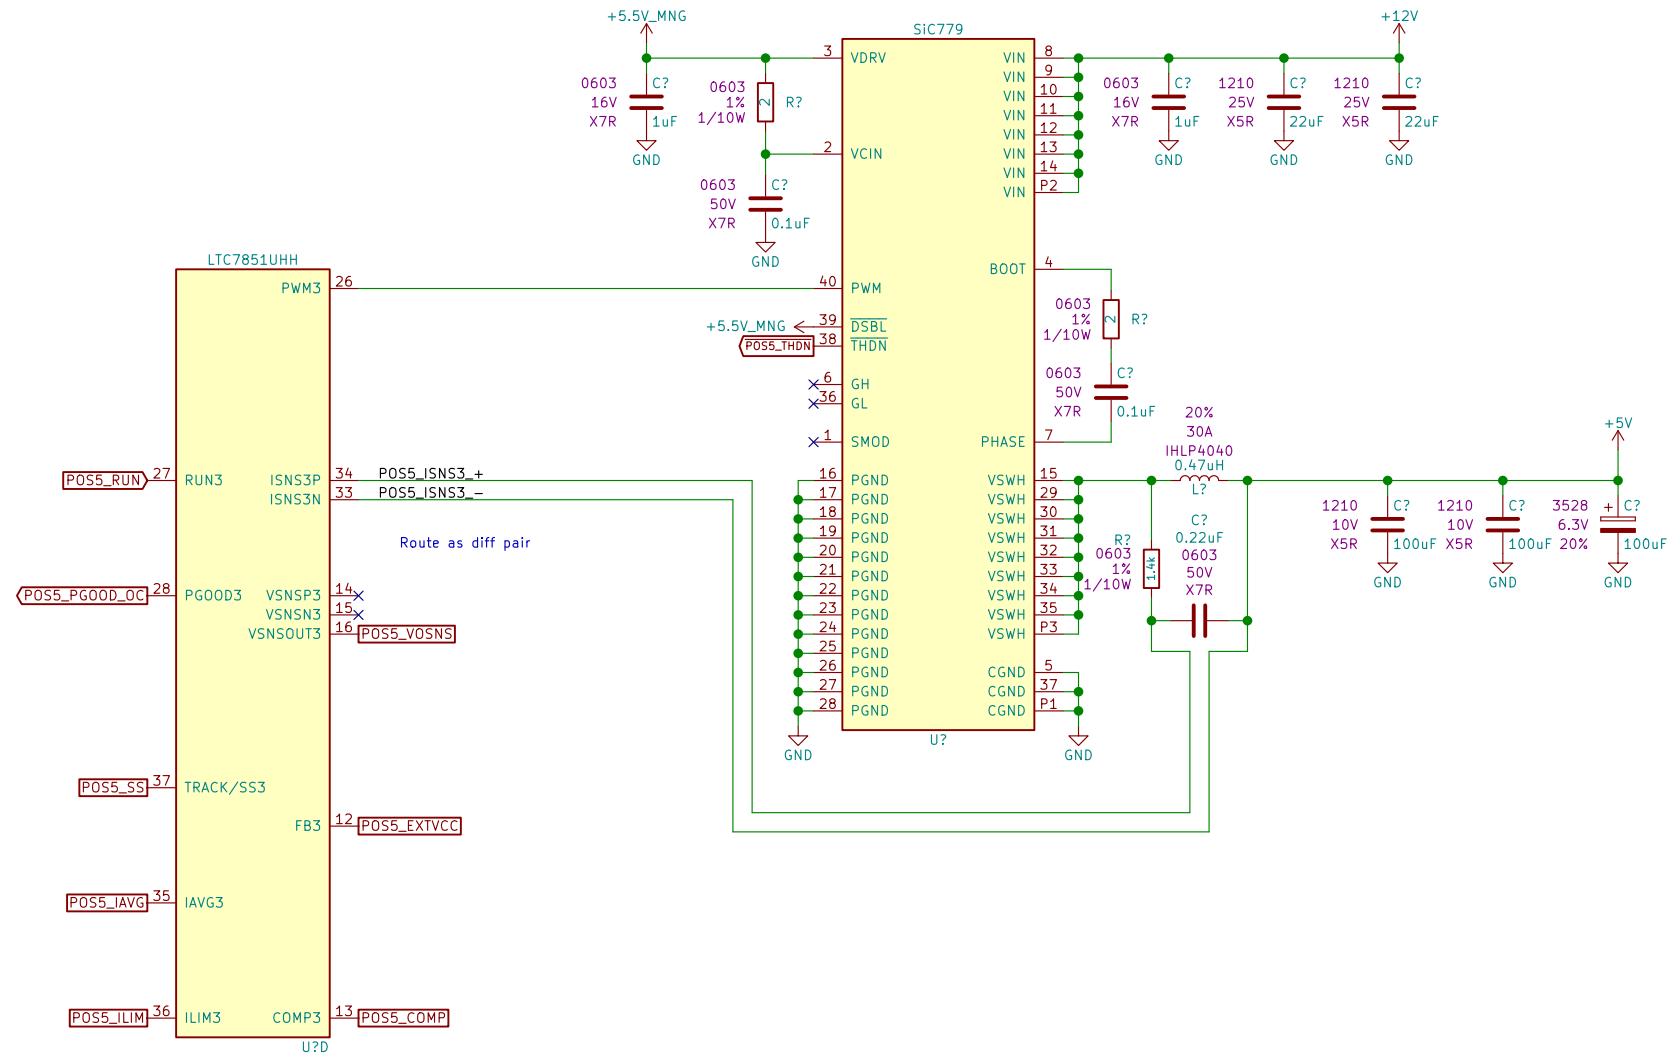 +5.5V_MNG
+12V
SiC779
3 VDRV
VIN 8
VIN 9
VIN 10
VIN 11
VIN 12
VIN 13
VIN 14
VIN P2
0603
16V
X7R
C?
1uF
GND
0603
1%
1/10W
2
R?
2 VCIN
0603
50V
X7R
C?
0.1uF
GND
0603
16V
X7R
C?
1uF
GND
1210
25V
X5R
C?
22uF
GND
1210
25V
X5R
C?
22uF
GND
LTC7851UHH
PWM3 26
40 PWM
BOOT 4
+5.5V_MNG
39 DSBL
POS5_THDN
38 THDN
6 GH
36 GL
1 SMOD
PHASE 7
0603
1%
1/10W
2
R?
0603
50V
X7R
C?
0.1uF
20%
30A
IHLP4040
0.47uH
L?
+5V
POS5_RUN
27 RUN3
ISNS3P 34
POS5_ISNS3_+
ISNS3N 33
POS5_ISNS3_-
Route as diff pair
16 PGND
17 PGND
18 PGND
19 PGND
20 PGND
21 PGND
22 PGND
23 PGND
24 PGND
25 PGND
26 PGND
27 PGND
28 PGND
GND
VSWH 15
VSWH 29
VSWH 30
VSWH 31
VSWH 32
VSWH 33
VSWH 34
VSWH 35
VSWH P3
CGND 5
CGND 37
CGND P1
GND
U?
R?
0603
1%
1/10W
1.4k
C?
0.22uF
0603
50V
X7R
1210
10V
X5R
C?
100uF
GND
1210
10V
X5R
C?
100uF
GND
3528
6.3V
20%
+
C?
100uF
GND
POS5_PGOOD_OC
28 PGOOD3
VSNSP3 14
VSNSN3 15
VSNSOUT3 16
POS5_VOSNS
POS5_SS
37 TRACK/SS3
FB3 12
POS5_EXTVCC
POS5_IAVG
35 IAVG3
POS5_ILIM
36 ILIM3
COMP3 13
POS5_COMP
U?D